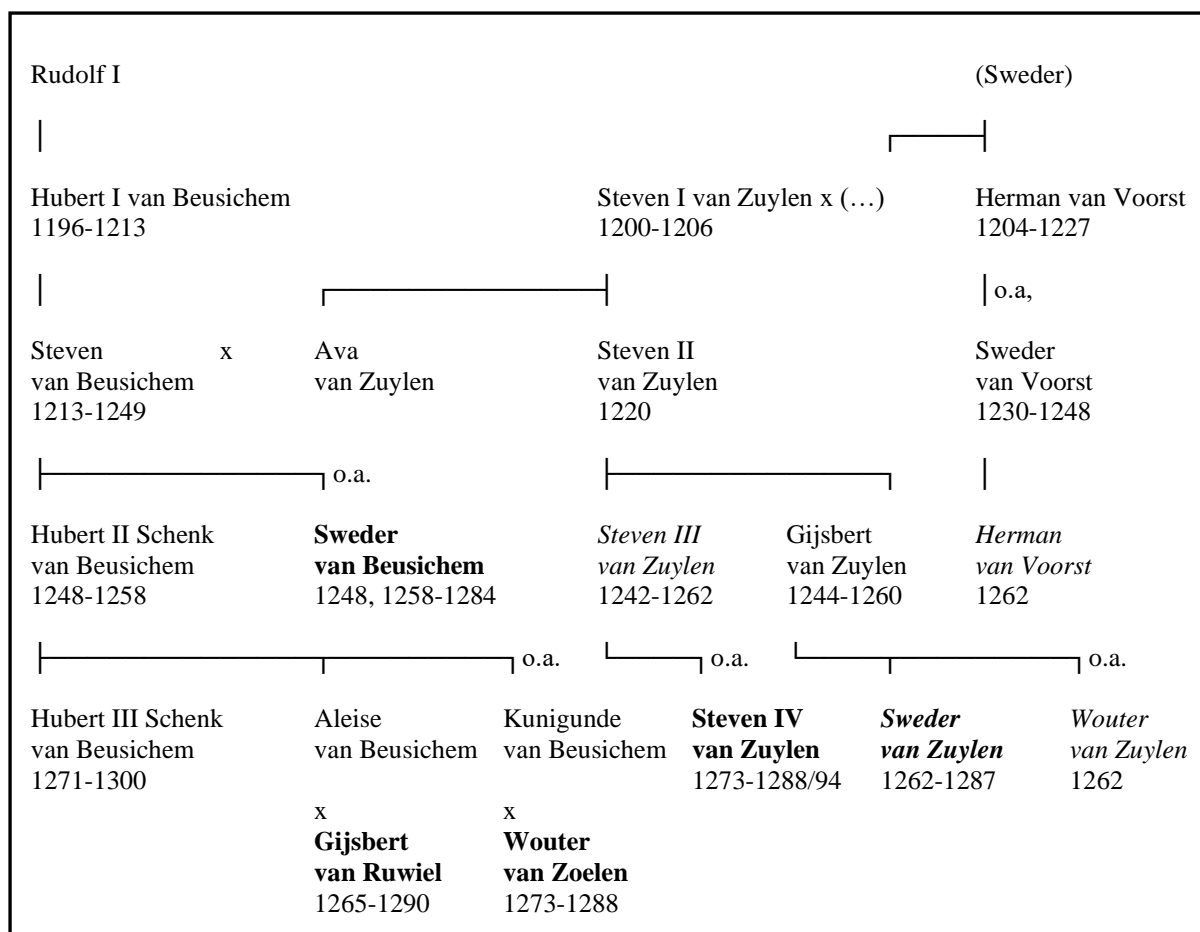 Rudolf I (Sweder)
Hubert I van Beusichem Steven I van Zuylen x (…) Herman van Voorst
1196-1213 1200-1206 1204-1227
o.a,
Steven x Ava Steven II Sweder
van Beusichem van Zuylen van Zuylen van Voorst
1213-1249 1220 1230-1248
o.a.
Hubert II Schenk Sweder Steven III Gijsbert Herman
van Beusichem van Beusichem van Zuylen van Zuylen van Voorst
1248-1258 1248, 1258-1284 1242-1262 1244-1260 1262
o.a. o.a. o.a.
Hubert III Schenk Aleise Kunigunde Steven IV Sweder Wouter
van Beusichem van Beusichem van Beusichem van Zuylen van Zuylen van Zuylen
1271-1300 1273-1288/94 1262-1287 1262
x x
Gijsbert Wouter
van Ruwiel van Zoelen
1265-1290 1273-1288